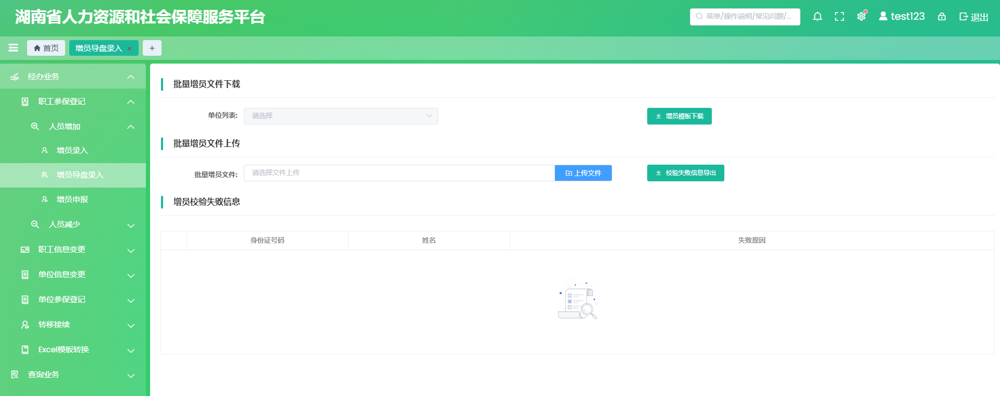 湖南省人力资源和社会保障服务平台
菜单/操作说明/常见问题/...
test123
退出
首页
增员导盘录入 ×
+
经办业务
职工参保登记
人员增加
增员录入
增员导盘录入
增员申报
人员减少
职工信息变更
单位信息变更
单位参保登记
转移接续
Excel模板转换
查询业务
批量增员文件下载
单位列表: 请选择
增员模板下载
批量增员文件上传
批量增员文件: 请选择文件上传
上传文件
校验失败信息导出
增员校验失败信息
身份证号码 姓名 失败原因